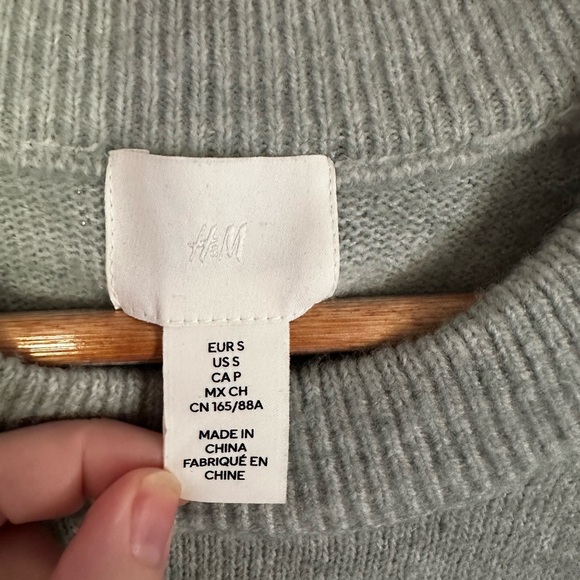 H&M
EUR S
US S
CA P
MX CH
CN 165/88A
MADE IN
CHINA
FABRIQUÉ EN
CHINE